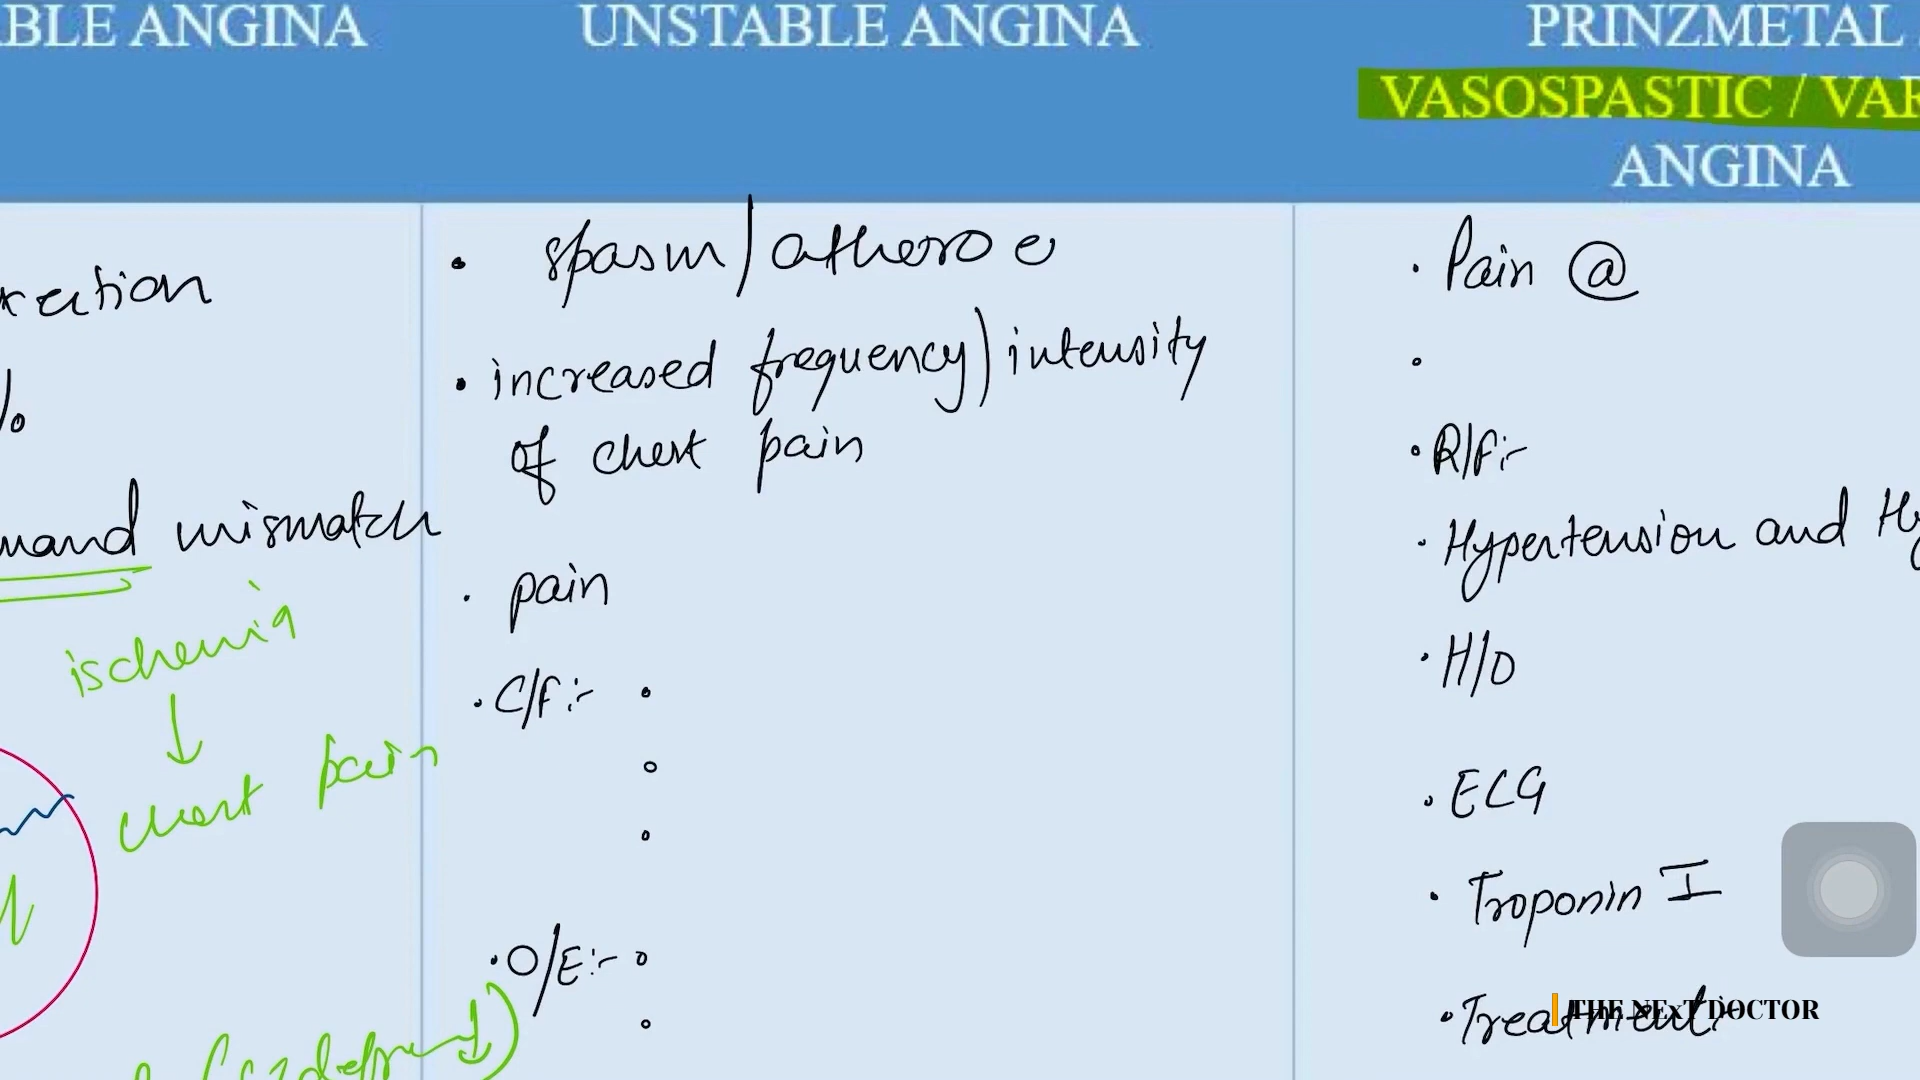 BLE ANGINA
UNSTABLE ANGINA
PRINZMETAL
VASOSPASTIC / VAR
ANGINA
xertion
%
mand mismatch
ischemia
↓
chest pain
• spasm / athero e
• increased frequency / intensity
of chest pain
• pain
• C/F:-
• O/E:-
• Pain @
• R/F:-
• Hypertension and Hy
• H/O
• ECG
• Troponin I
• Treatment:-
THE NExT DOCTOR